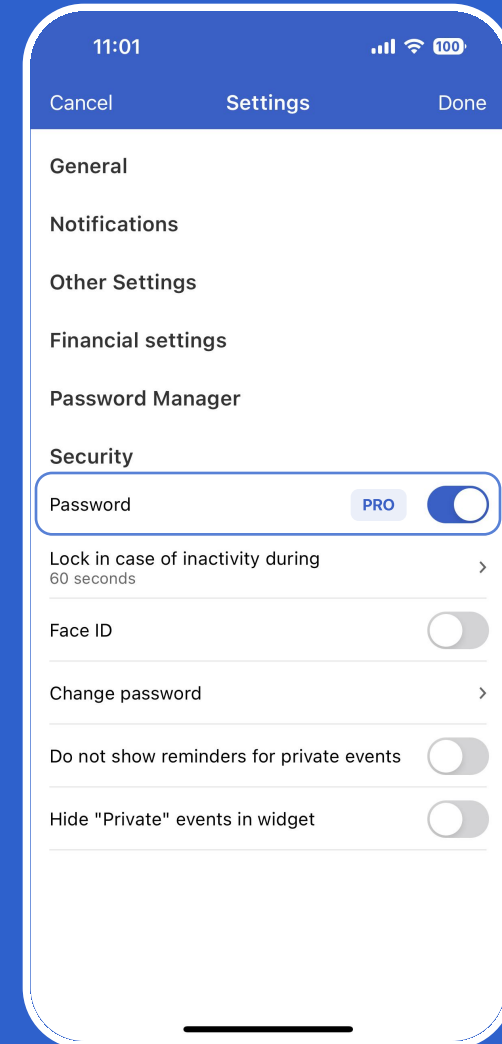 11:01
100
Cancel Settings Done
General
Notifications
Other Settings
Financial settings
Password Manager
Security
Password PRO
Lock in case of inactivity during
60 seconds
Face ID
Change password
Do not show reminders for private events
Hide "Private" events in widget